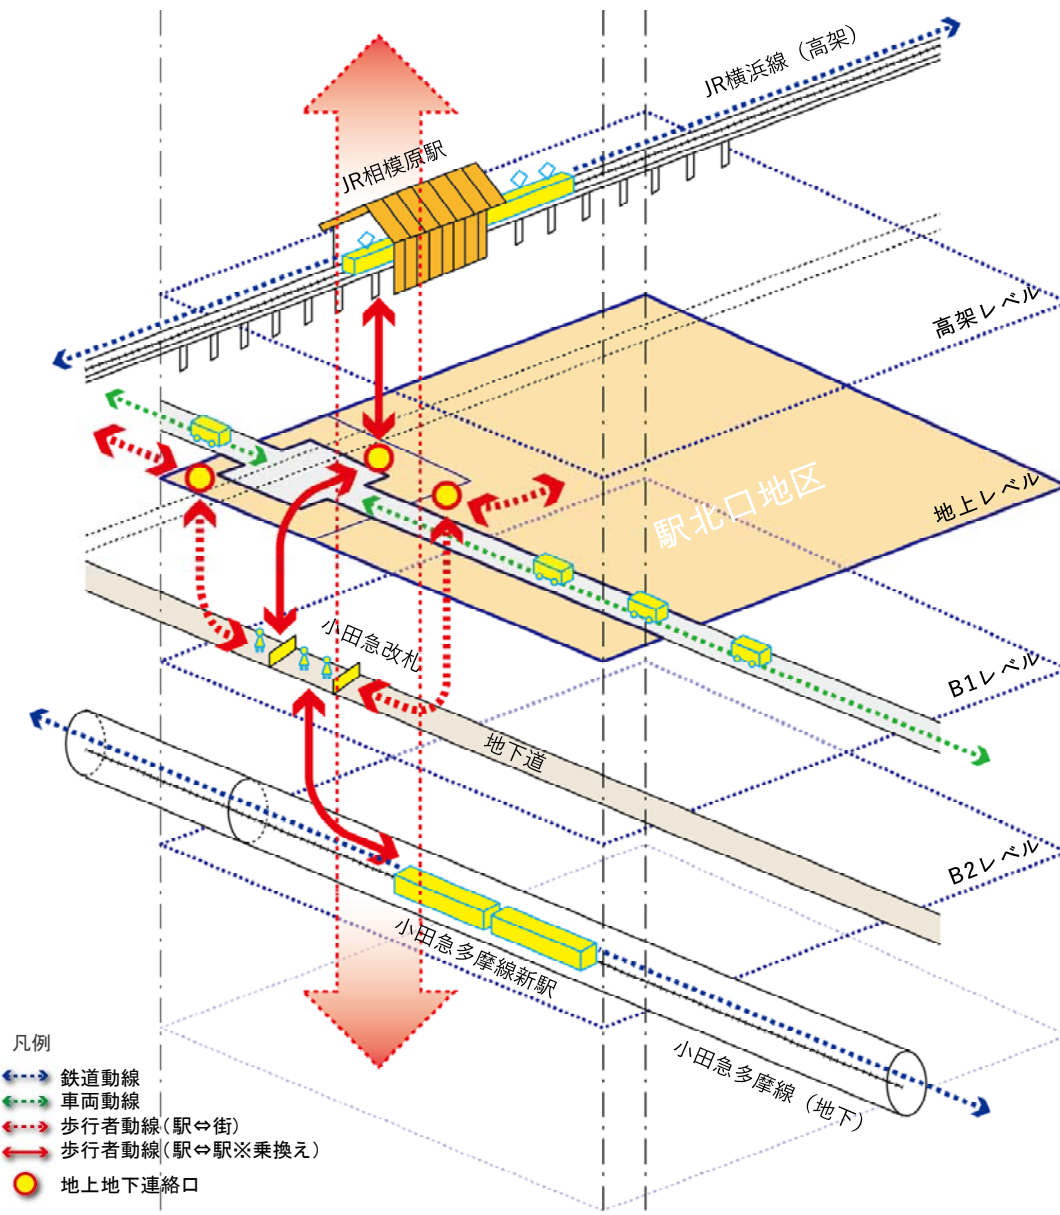 JR横浜線（高架）
JR相模原駅
高架レベル
駅北口地区
地上レベル
小田急改札
B1レベル
地下道
B2レベル
小田急多摩線新駅
小田急多摩線（地下）
凡例
鉄道動線
車両動線
歩行者動線（駅⇔街）
歩行者動線（駅⇔駅※乗換え）
地上地下連絡口